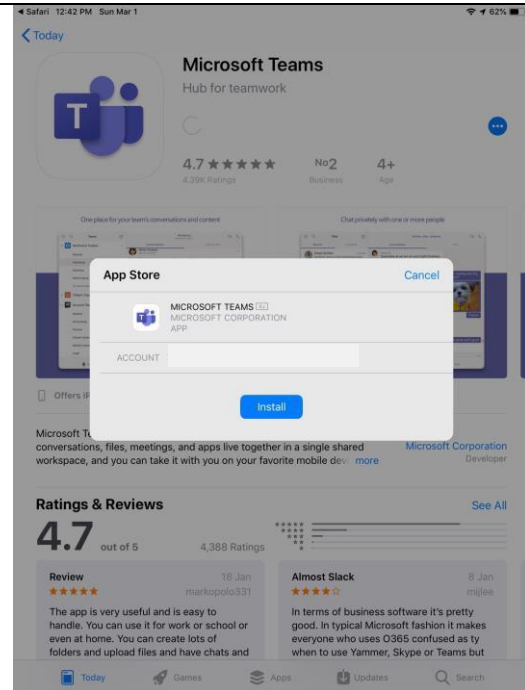 Safari 12:42 PM Sun Mar 1
62%
Today
Microsoft Teams
Hub for teamwork
4.7 ★★★★★ No2 4+
4.39K Ratings Business Age
One place for your team's conversations and content
Chat privately with one or more people
App Store
Cancel
MICROSOFT TEAMS 4+
MICROSOFT CORPORATION
APP
ACCOUNT
Install
Offers iP
Microsoft Te
conversations, files, meetings, and apps live together in a single shared
workspace, and you can take it with you on your favorite mobile dev more
Microsoft Corporation
Developer
Ratings & Reviews
See All
4.7 out of 5
4,388 Ratings
Review 18 Jan
★★★★★ markopolo331
The app is very useful and is easy to
handle. You can use it for work or school or
even at home. You can create lots of
folders and upload files and have chats and
Almost Slack 8 Jan
★★★★☆ mijlee
In terms of business software it's pretty
good. In typical Microsoft fashion it makes
everyone who uses O365 confused as ty
when to use Yammer, Skype or Teams but
Today Games Apps Updates Search